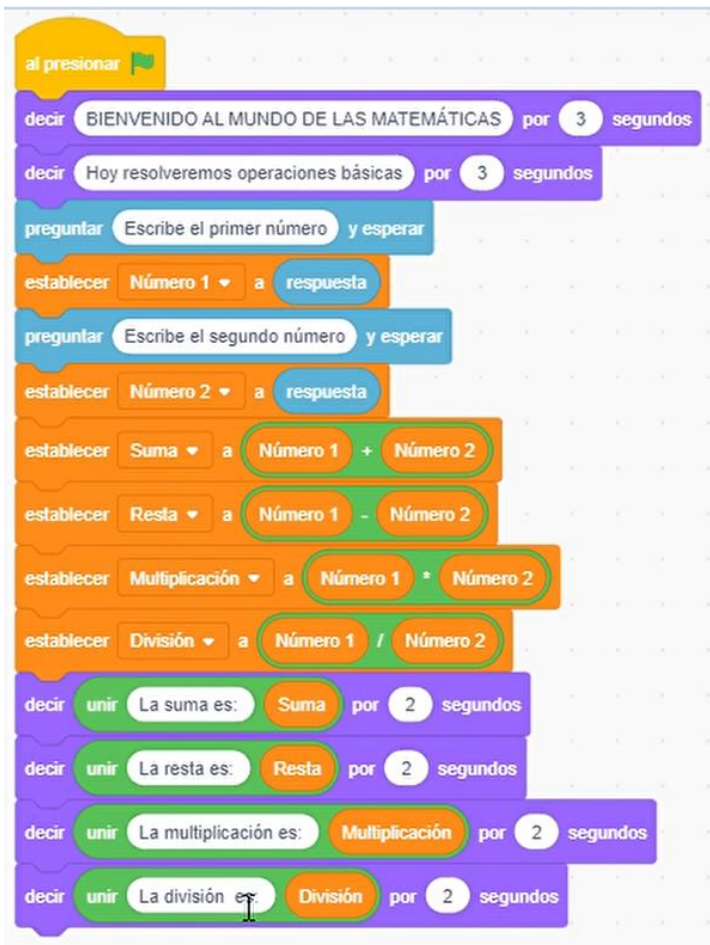 al presionar
decir BIENVENIDO AL MUNDO DE LAS MATEMÁTICAS por 3 segundos
decir Hoy resolveremos operaciones básicas por 3 segundos
preguntar Escribe el primer número y esperar
establecer Número 1 a respuesta
preguntar Escribe el segundo número y esperar
establecer Número 2 a respuesta
establecer Suma a Número 1 + Número 2
establecer Resta a Número 1 - Número 2
establecer Multiplicación a Número 1 * Número 2
establecer División a Número 1 / Número 2
decir unir La suma es: Suma por 2 segundos
decir unir La resta es: Resta por 2 segundos
decir unir La multiplicación es: Multiplicación por 2 segundos
decir unir La división es: División por 2 segundos